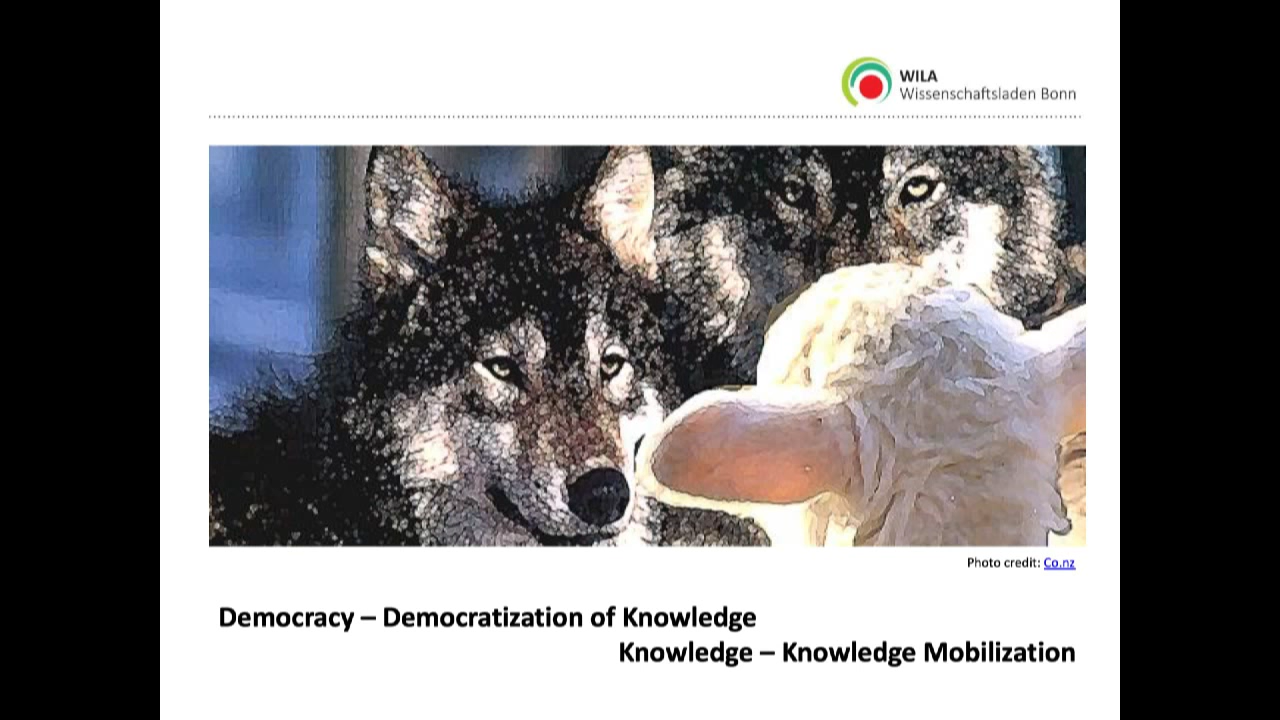 WILA
Wissenschaftsladen Bonn
Photo credit: Co.nz
Democracy – Democratization of Knowledge
Knowledge – Knowledge Mobilization